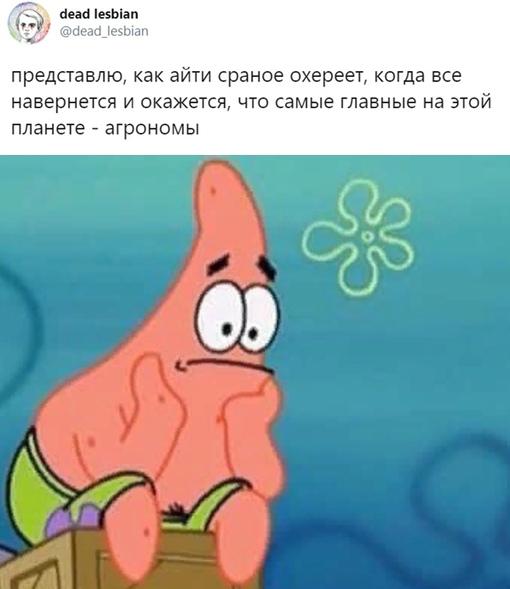 dead lesbian
@dead_lesbian
представлю, как айти сраное охереет, когда все
навернется и окажется, что самые главные на этой
планете - агрономы